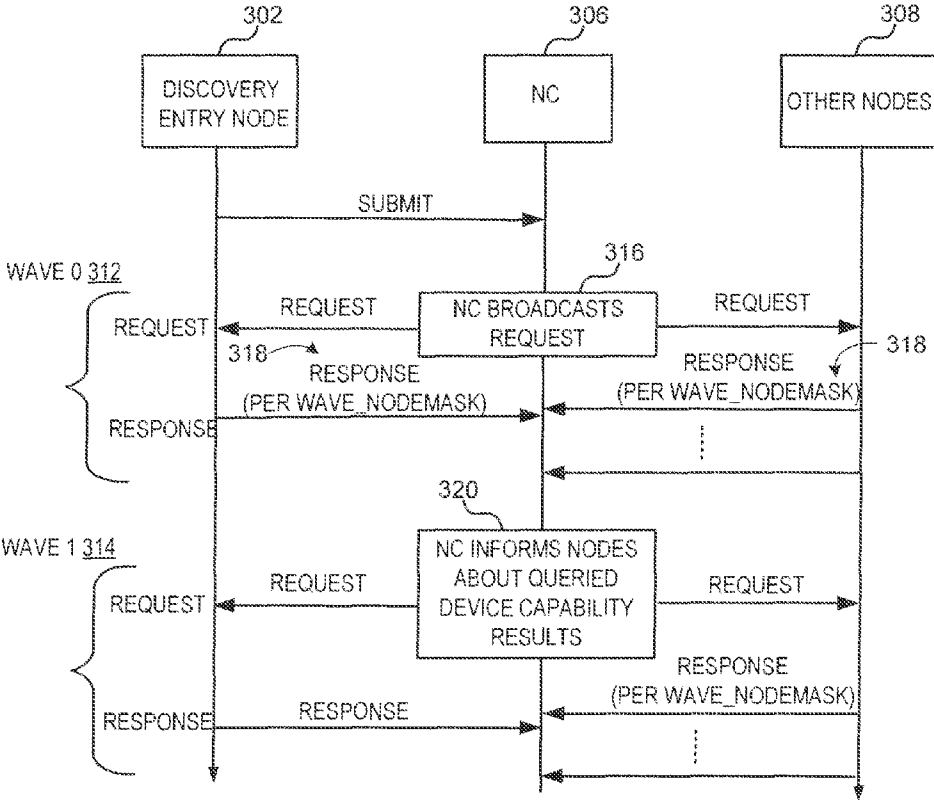 302
306
308
DISCOVERY
ENTRY NODE
NC
OTHER NODES
SUBMIT
WAVE 0 312
316
REQUEST
REQUEST
NC BROADCASTS
REQUEST
REQUEST
318
RESPONSE
(PER WAVE_NODEMASK)
RESPONSE
(PER WAVE_NODEMASK)
318
RESPONSE
320
WAVE 1 314
NC INFORMS NODES
ABOUT QUERIED
DEVICE CAPABILITY
RESULTS
REQUEST
REQUEST
REQUEST
RESPONSE
(PER WAVE_NODEMASK)
RESPONSE
RESPONSE